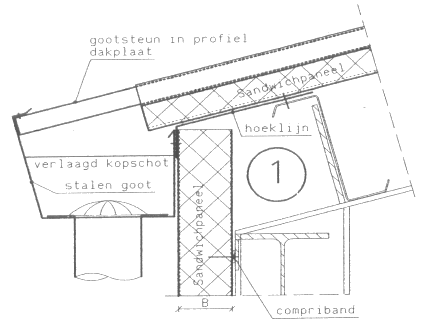 gootsteun in profiel
dakplaat
Sandwichpaneel
hoeklijn
verlaagd kopschot
stalen goot
1
Sandwichpaneel
B
compriband